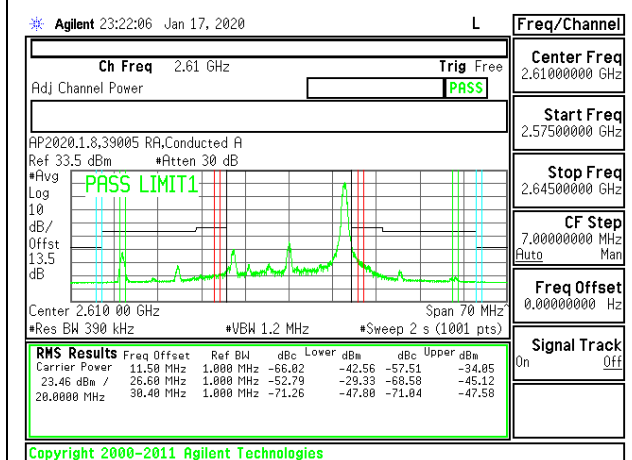 Agilent 23:22:06 Jan 17, 2020 L
Freq/Channel
Ch Freq 2.61 GHz Trig Free
Adj Channel Power PASS
AP2020.1.8,39005 RA,Conducted A
Ref 33.5 dBm #Atten 30 dB
#Avg
Log
10
dB/
Offst
13.5
dB
PASS LIMIT1
Center 2.610 00 GHz Span 70 MHz^
#Res BW 390 kHz #VBW 1.2 MHz #Sweep 2 s (1001 pts)
RMS Results Freq Offset Ref BW dBc Lower dBm dBc Upper dBm
Carrier Power 11.50 MHz 1.000 MHz -66.02 -42.56 -57.51 -34.05
23.46 dBm / 26.60 MHz 1.000 MHz -52.79 -29.33 -68.58 -45.12
20.0000 MHz 30.40 MHz 1.000 MHz -71.26 -47.80 -71.04 -47.58
Copyright 2000-2011 Agilent Technologies
Center Freq
2.61000000 GHz
Start Freq
2.57500000 GHz
Stop Freq
2.64500000 GHz
CF Step
7.00000000 MHz
Auto Man
Freq Offset
0.00000000 Hz
Signal Track
On Off